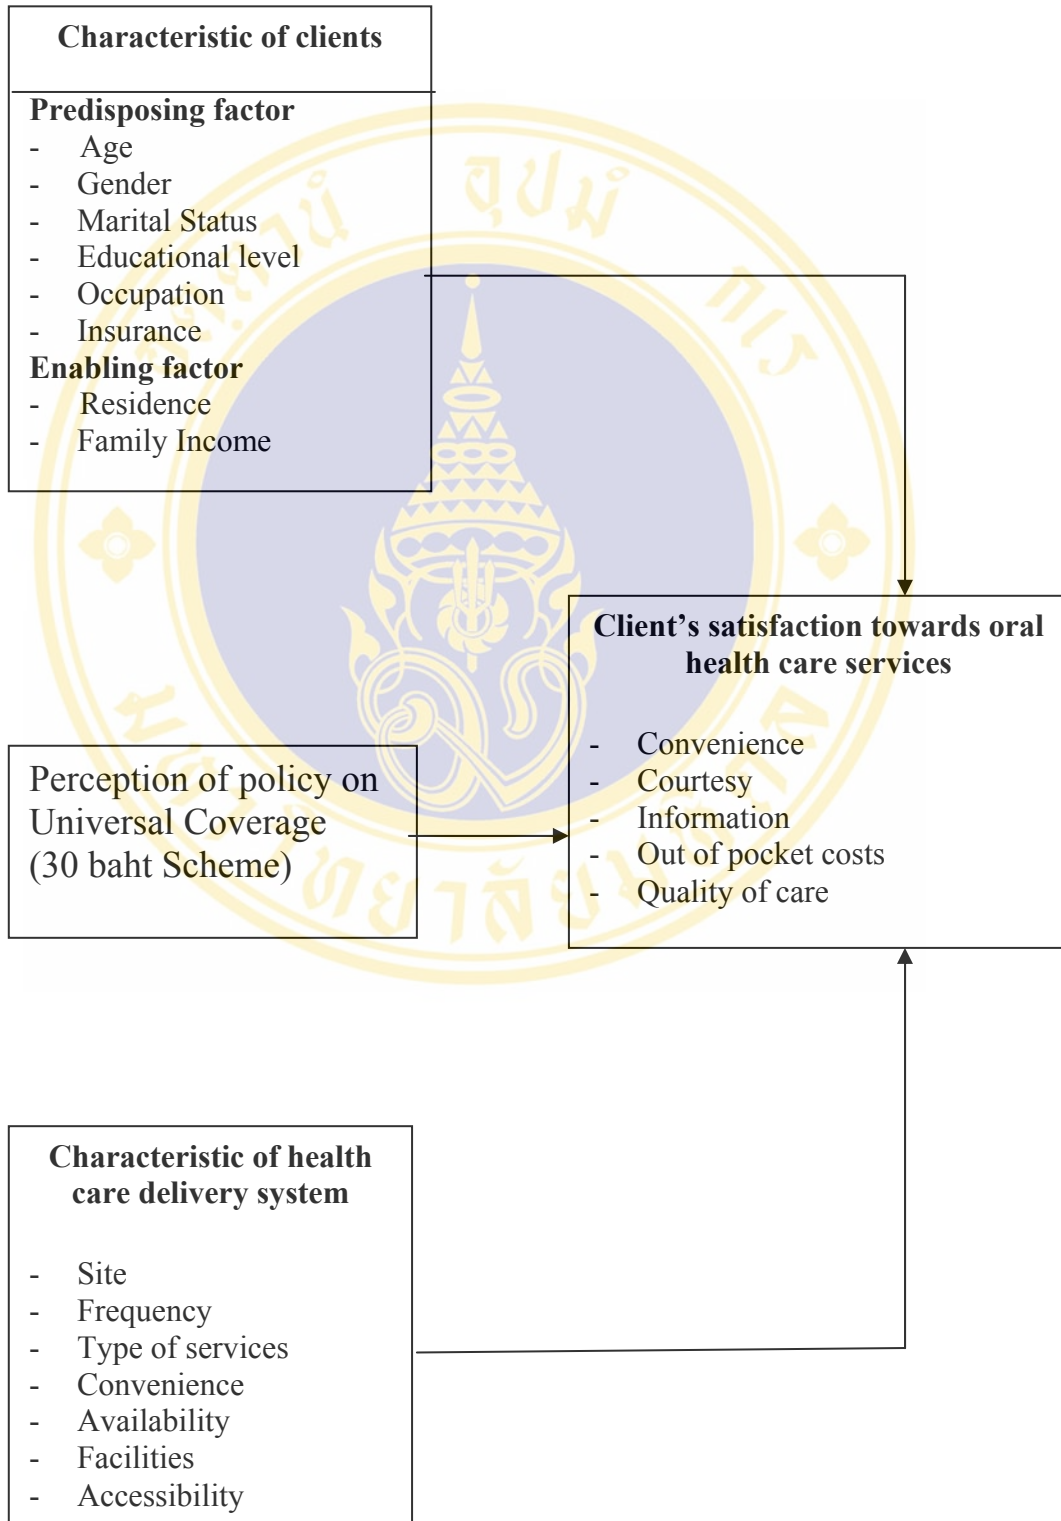 Characteristic of clients
Predisposing factor
- Age
- Gender
- Marital Status
- Educational level
- Occupation
- Insurance
Enabling factor
- Residence
- Family Income
Client’s satisfaction towards oral
health care services
- Convenience
- Courtesy
- Information
- Out of pocket costs
- Quality of care
Perception of policy on
Universal Coverage
(30 baht Scheme)
Characteristic of health
care delivery system
- Site
- Frequency
- Type of services
- Convenience
- Availability
- Facilities
- Accessibility